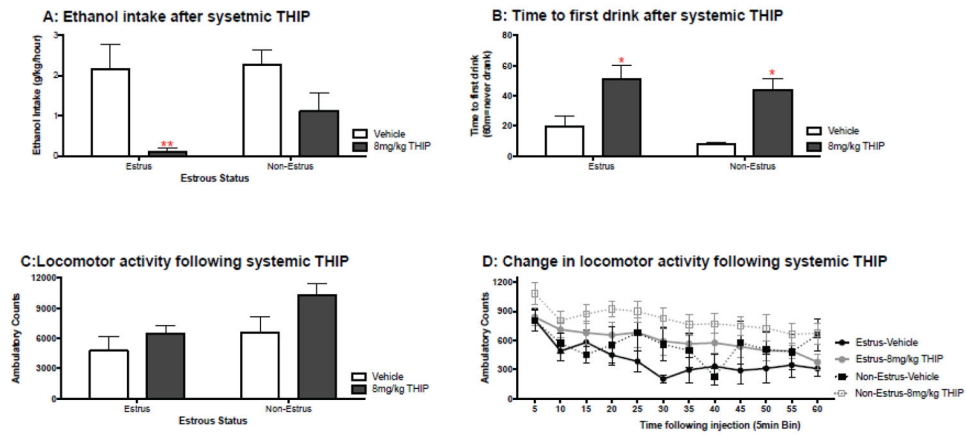 A: Ethanol intake after sysetmic THIP
Ethanol Intake (g/kg/hour)
3
2
1
0
**
Estrus
Non-Estrus
Estrous Status
Vehicle
8mg/kg THIP
B: Time to first drink after systemic THIP
Time to first drink
(60m=never drank)
80
60
40
20
0
*
*
Estrus
Non-Estrus
Vehicle
8mg/kg THIP
C:Locomotor activity following systemic THIP
Ambulatory Counts
12000
9000
6000
3000
0
Estrus
Non-Estrus
Estrous Status
Vehicle
8mg/kg THIP
D: Change in locomotor activity following systemic THIP
Ambulatory Counts
1200
900
600
300
0
5 10 15 20 25 30 35 40 45 50 55 60
Time following injection (5min Bin)
Estrus-Vehicle
Estrus-8mg/kg THIP
Non-Estrus-Vehicle
Non-Estrus-8mg/kg THIP